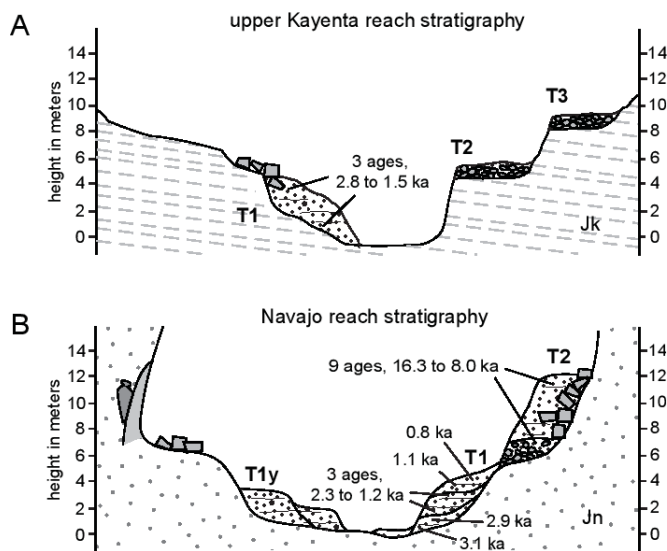 A
upper Kayenta reach stratigraphy
height in meters
14
12
10
8
6
4
2
0
T1
3 ages,
2.8 to 1.5 ka
T2
T3
Jk
14
12
10
8
6
4
2
0
B
Navajo reach stratigraphy
height in meters
14
12
10
8
6
4
2
0
T1y
9 ages, 16.3 to 8.0 ka
T2
0.8 ka
T1
1.1 ka
3 ages,
2.3 to 1.2 ka
2.9 ka
3.1 ka
Jn
14
12
10
8
6
4
2
0